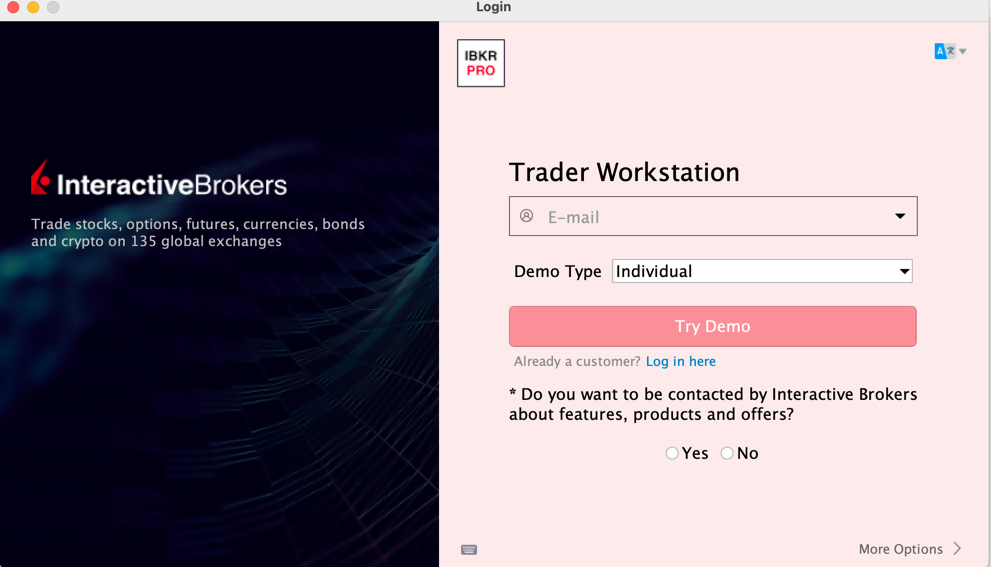 Login
InteractiveBrokers
Trade stocks, options, futures, currencies, bonds
and crypto on 135 global exchanges
IBKR
PRO
A文
Trader Workstation
E-mail
Demo Type Individual
Try Demo
Already a customer? Log in here
* Do you want to be contacted by Interactive Brokers
about features, products and offers?
Yes No
More Options